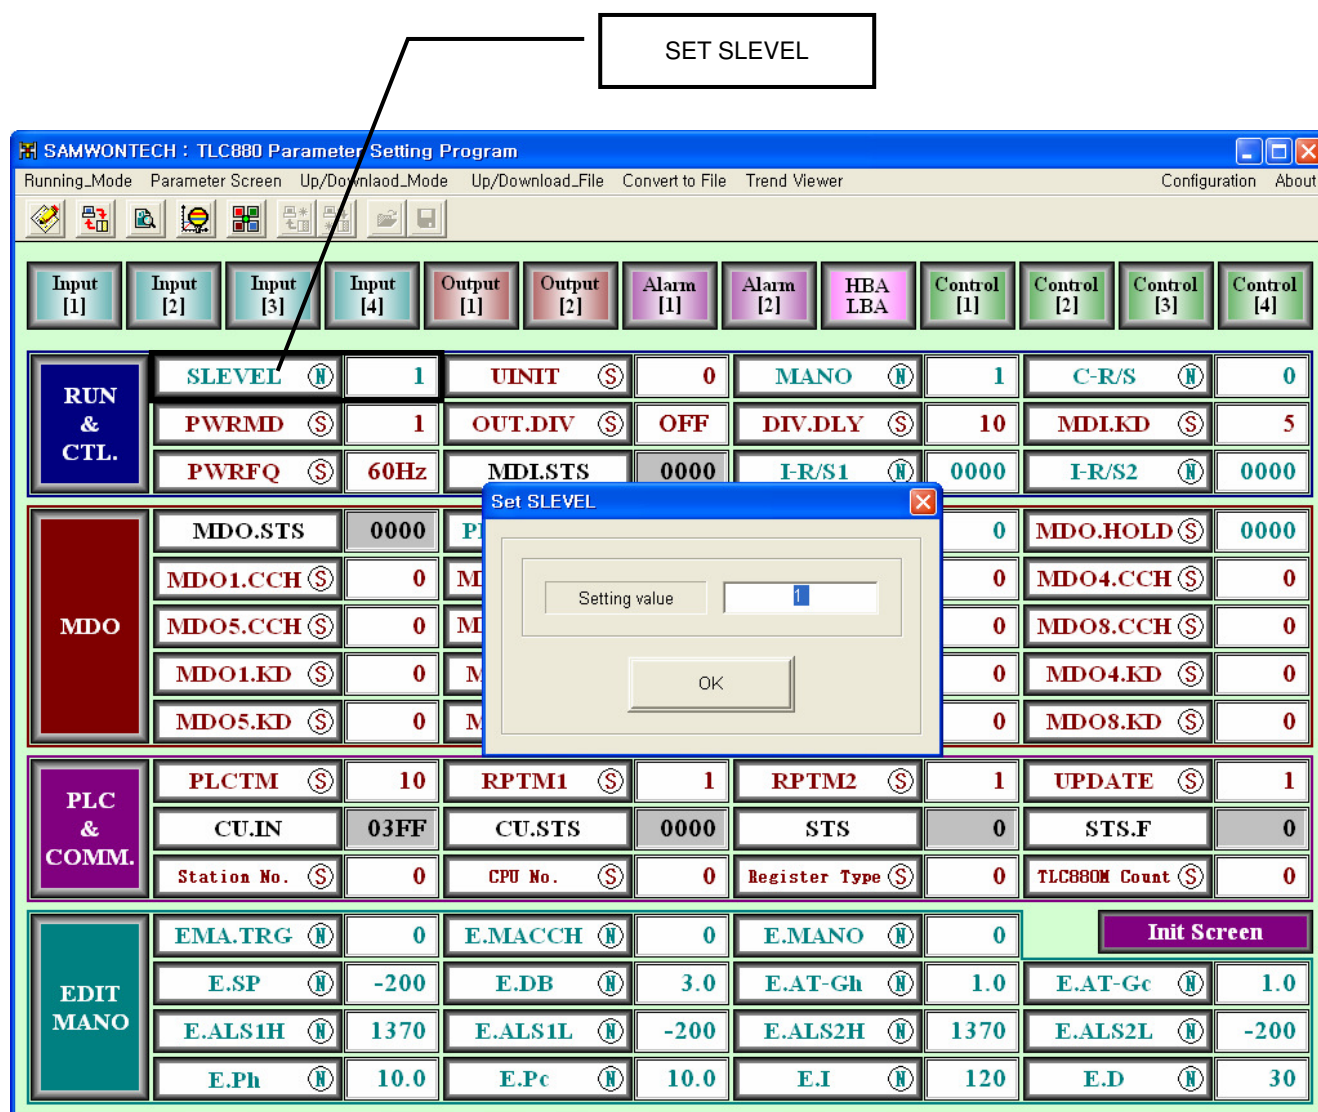 SET SLEVEL
SAMWONTECH : TLC880 Parameter Setting Program
Running_Mode Parameter Screen Up/Downlaod_Mode Up/Download_File Convert to File Trend Viewer Configuration About
Input [1] Input [2] Input [3] Input [4] Output [1] Output [2] Alarm [1] Alarm [2] HBA LBA Control [1] Control [2] Control [3] Control [4]
RUN & CTL.
SLEVEL N 1 UINIT S 0 MANO N 1 C-R/S N 0
PWRMD S 1 OUT.DIV S OFF DIV.DLY S 10 MDI.KD S 5
PWRFQ S 60Hz MDI.STS 0000 I-R/S1 N 0000 I-R/S2 N 0000
Set SLEVEL
Setting value 1
OK
MDO
MDO.STS 0000 0 MDO.HOLD S 0000
MDO1.CCH S 0 0 MDO4.CCH S 0
MDO5.CCH S 0 0 MDO8.CCH S 0
MDO1.KD S 0 0 MDO4.KD S 0
MDO5.KD S 0 0 MDO8.KD S 0
PLC & COMM.
PLCTM S 10 RPTM1 S 1 RPTM2 S 1 UPDATE S 1
CU.IN 03FF CU.STS 0000 STS 0 STS.F 0
Station No. S 0 CPU No. S 0 Register Type S 0 TLC880M Count S 0
EDIT MANO
EMA.TRG N 0 E.MACCH N 0 E.MANO N 0 Init Screen
E.SP N -200 E.DB N 3.0 E.AT-Gh N 1.0 E.AT-Gc N 1.0
E.ALS1H N 1370 E.ALS1L N -200 E.ALS2H N 1370 E.ALS2L N -200
E.Ph N 10.0 E.Pc N 10.0 E.I N 120 E.D N 30